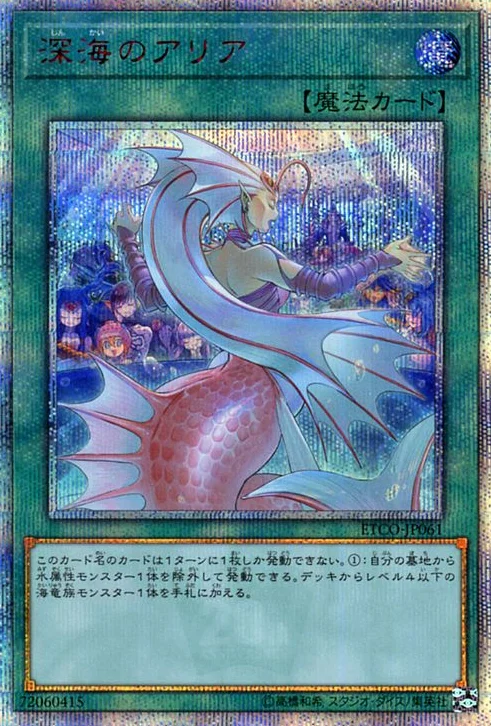 深海のアリア
【魔法カード】
ETCO-JP061
このカード名のカードは1ターンに1枚しか発動できない。①:自分の墓地から
水属性モンスター1体を除外して発動できる。デッキからレベル4以下の
海竜族モンスター1体を手札に加える。
72060415
©高橋和希 スタジオ・ダイス/集英社